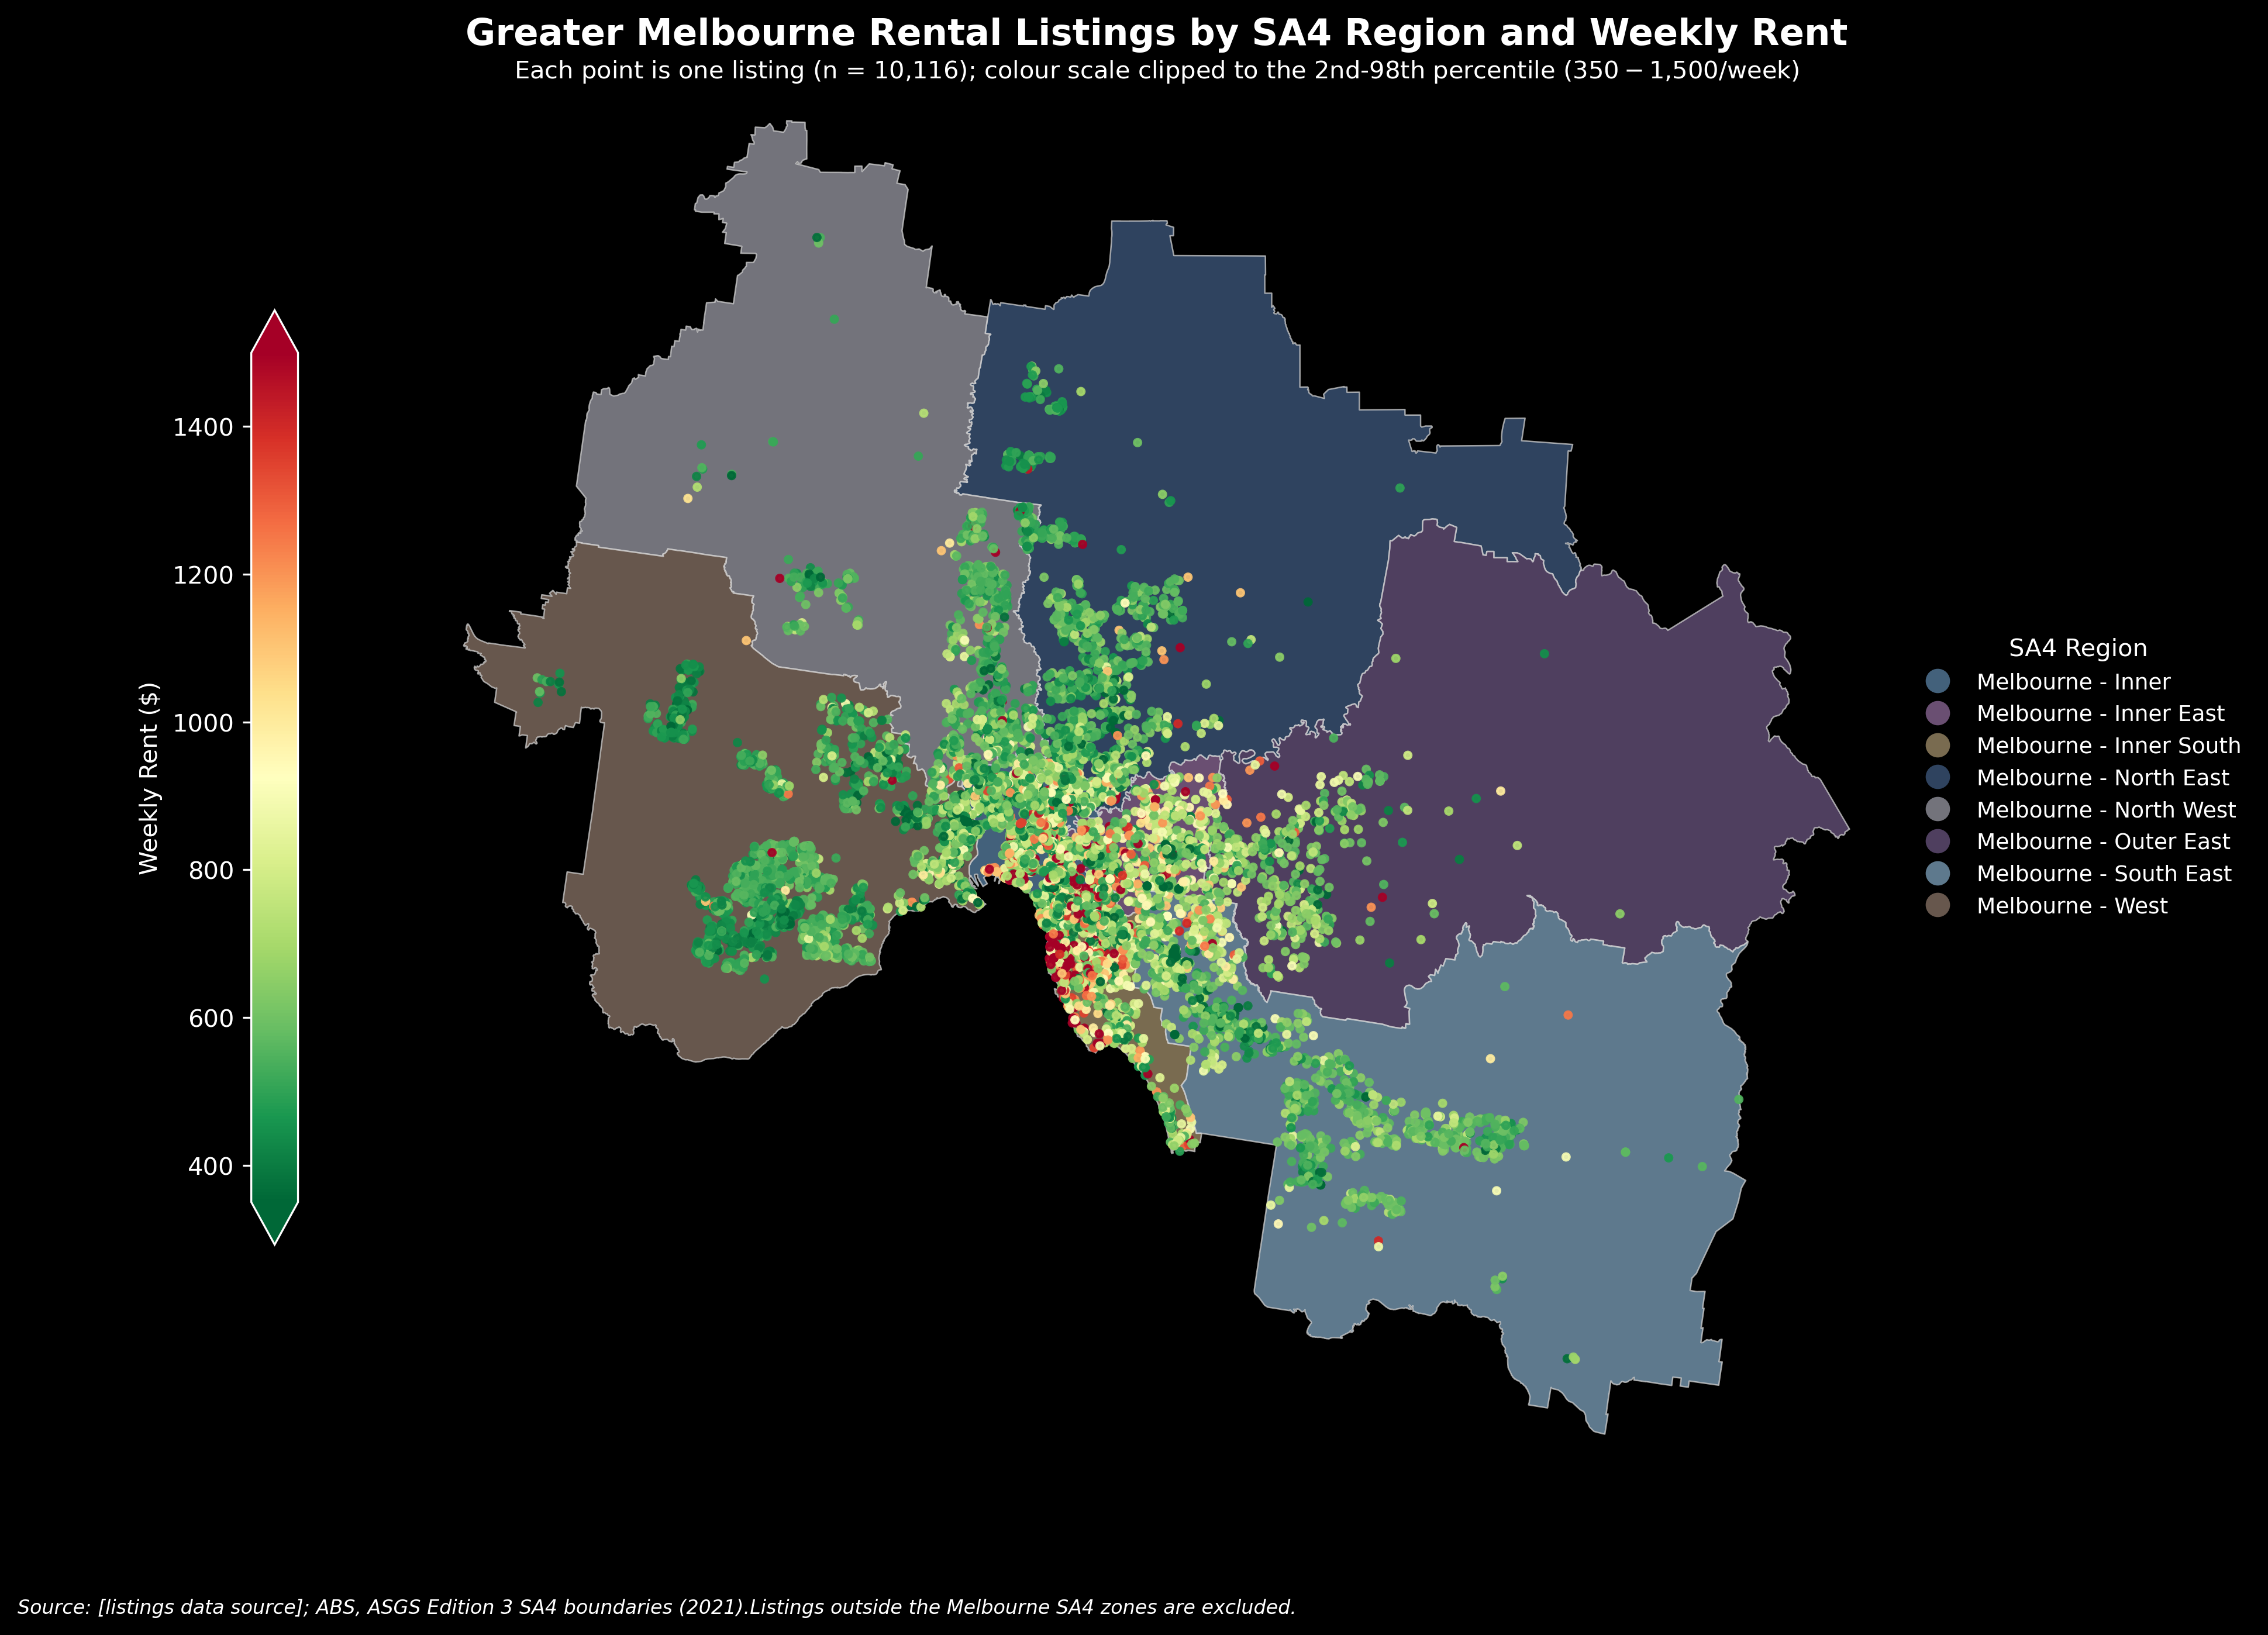 Greater Melbourne Rental Listings by SA4 Region and Weekly Rent
Each point is one listing (n = 10,116); colour scale clipped to the 2nd-98th percentile (350 − 1,500/week)
Weekly Rent ($)
1400
1200
1000
800
600
400
SA4 Region
Melbourne - Inner
Melbourne - Inner East
Melbourne - Inner South
Melbourne - North East
Melbourne - North West
Melbourne - Outer East
Melbourne - South East
Melbourne - West
Source: [listings data source]; ABS, ASGS Edition 3 SA4 boundaries (2021).Listings outside the Melbourne SA4 zones are excluded.